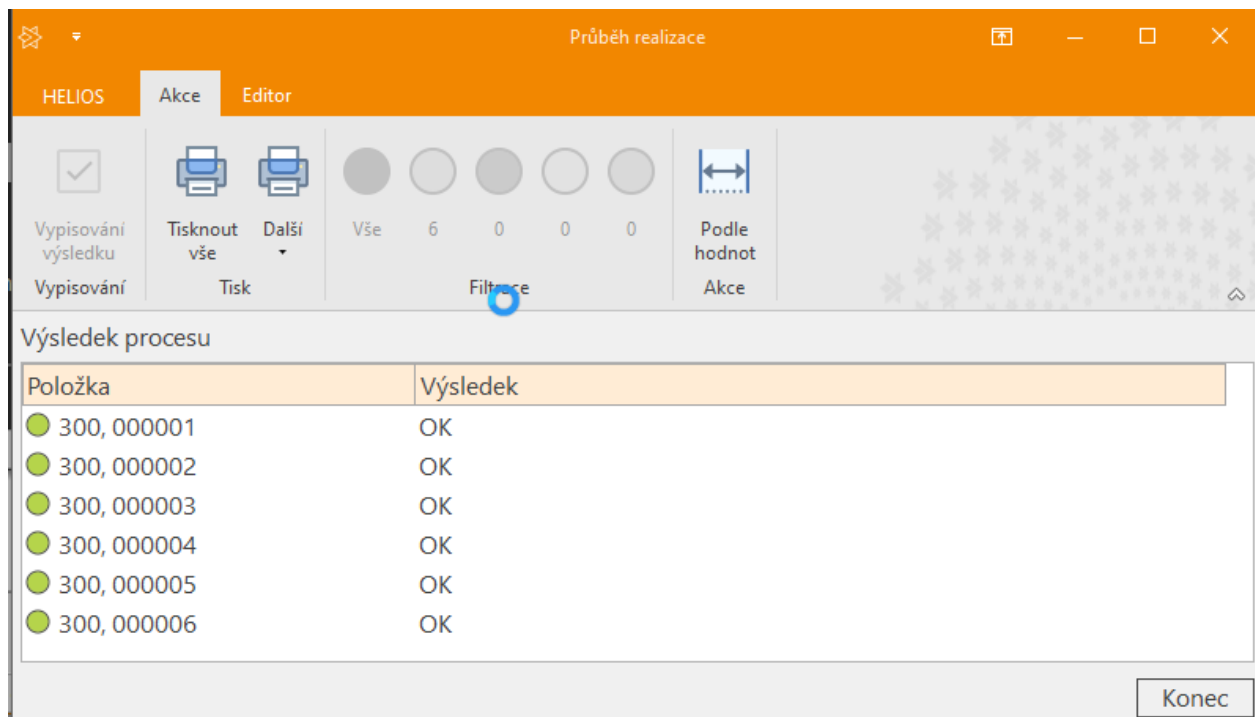 Průběh realizace
HELIOS Akce Editor
Vypisování výsledku
Tisknout vše
Další
Vše 6 0 0 0
Podle hodnot
Vypisování Tisk Filtrace Akce
Výsledek procesu
Položka Výsledek
300, 000001 OK
300, 000002 OK
300, 000003 OK
300, 000004 OK
300, 000005 OK
300, 000006 OK
Konec